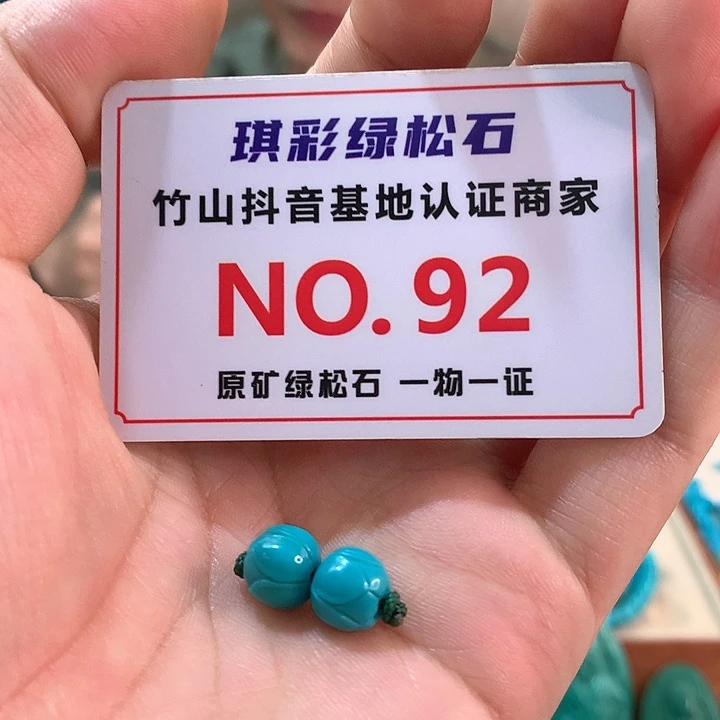 琪彩绿松石
竹山抖音基地认证商家
NO. 92
原矿绿松石 一物一证